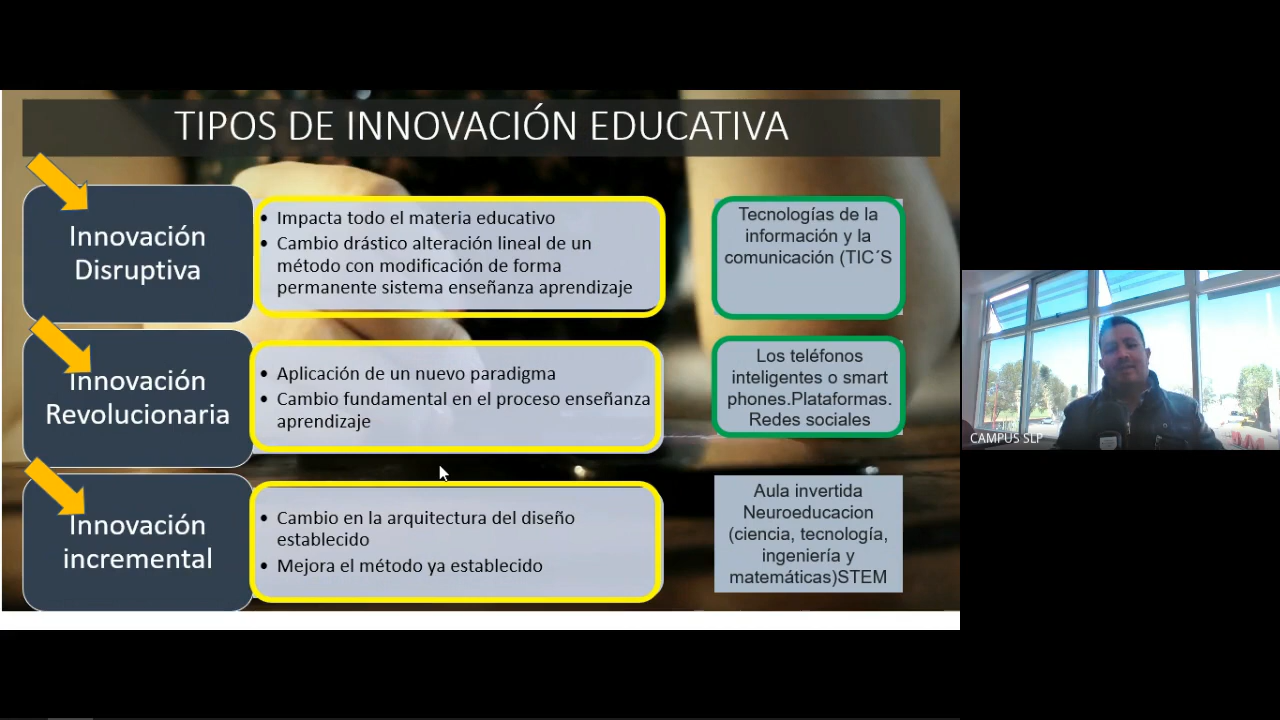 TIPOS DE INNOVACIÓN EDUCATIVA
Innovación
Disruptiva
• Impacta todo el materia educativo
• Cambio drástico alteración lineal de un
método con modificación de forma
permanente sistema enseñanza aprendizaje
Tecnologías de la
información y la
comunicación (TIC´S
Innovación
Revolucionaria
• Aplicación de un nuevo paradigma
• Cambio fundamental en el proceso enseñanza
aprendizaje
Los teléfonos
inteligentes o smart
phones.Plataformas.
Redes sociales
Innovación
incremental
• Cambio en la arquitectura del diseño
establecido
• Mejora el método ya establecido
Aula invertida
Neuroeducacion
(ciencia, tecnología,
ingeniería y
matemáticas)STEM
CAMPUS SLP